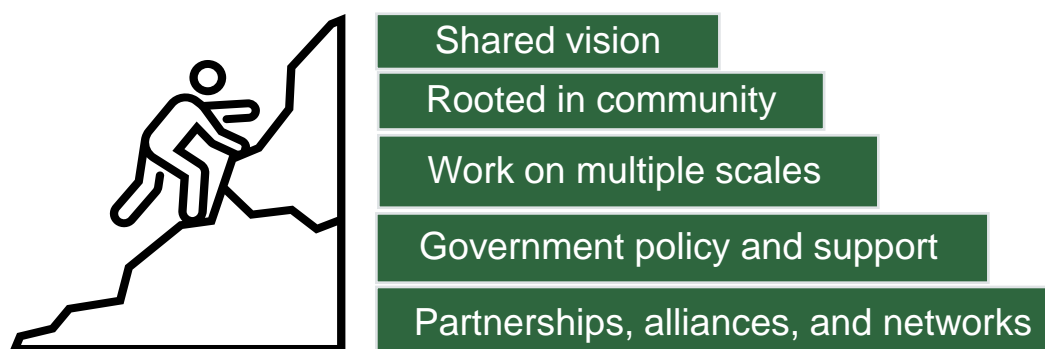 Shared vision
Rooted in community
Work on multiple scales
Government policy and support
Partnerships, alliances, and networks